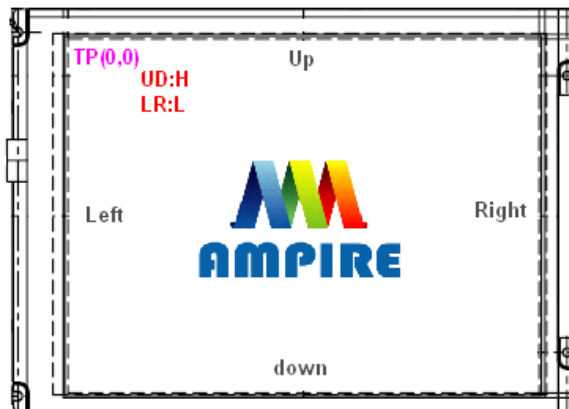 TP(0,0)
Up
UD:H
LR:L
Left
Right
AMPIRE
down